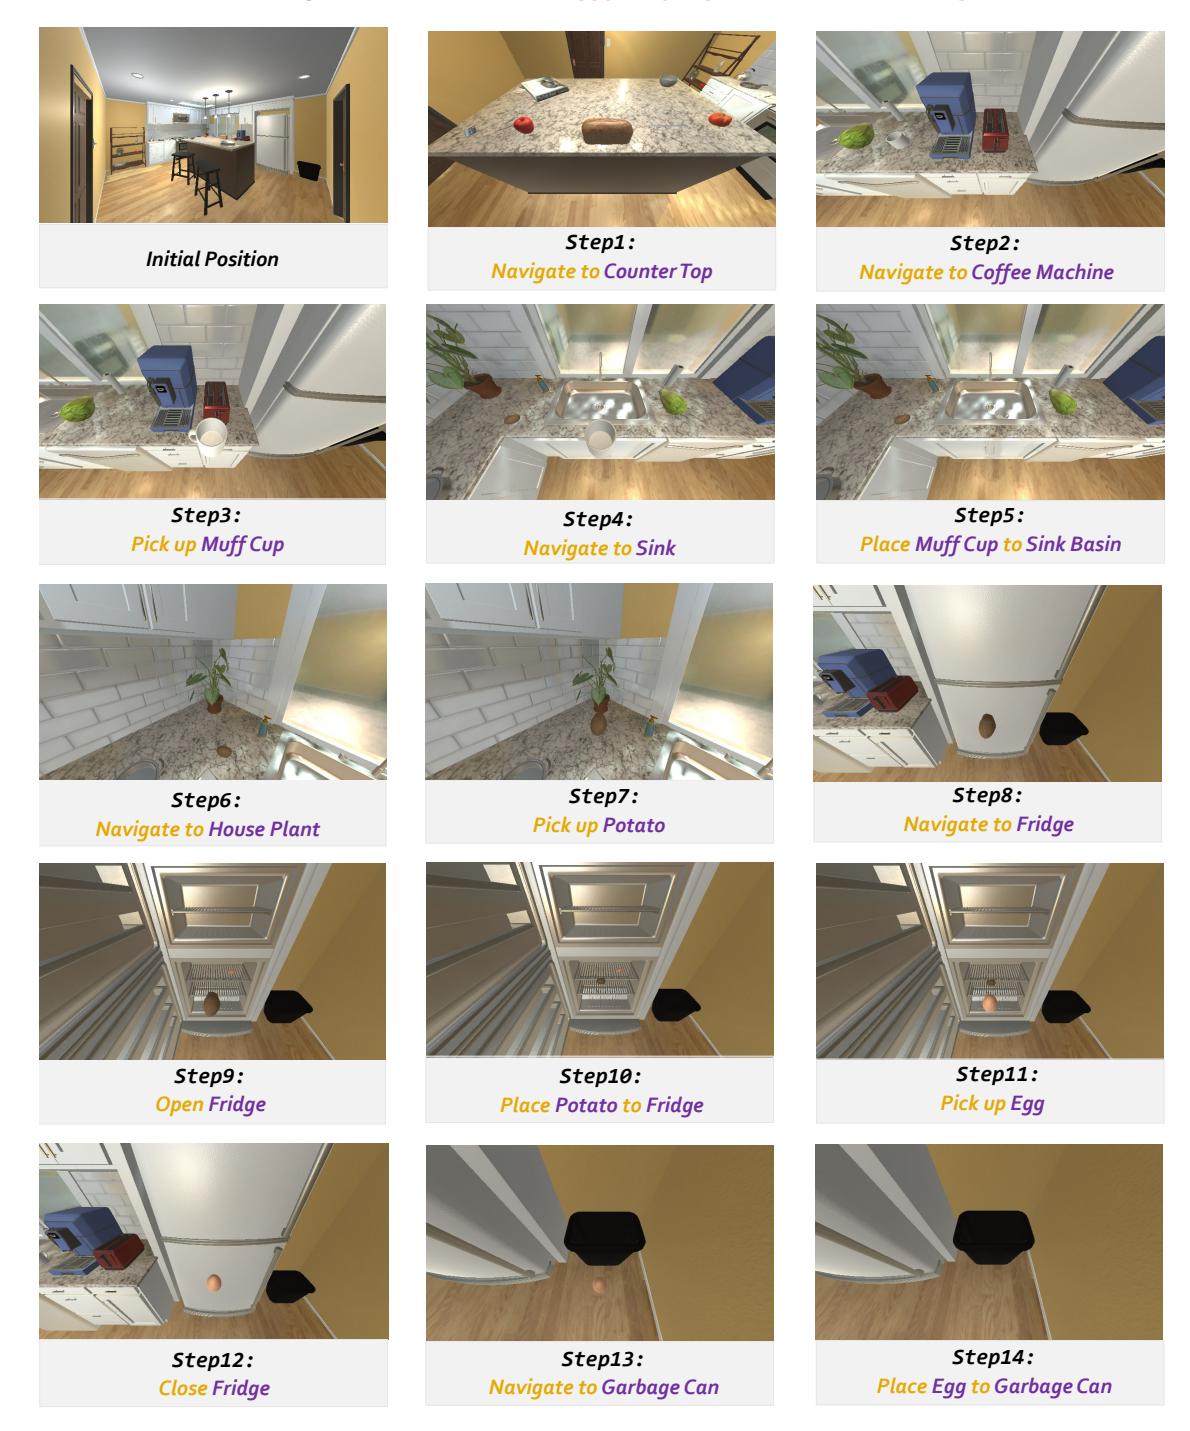 Initial Position
Step1:
Navigate to Counter Top
Step2:
Navigate to Coffee Machine
Step3:
Pick up Muff Cup
Step4:
Navigate to Sink
Step5:
Place Muff Cup to Sink Basin
Step6:
Navigate to House Plant
Step7:
Pick up Potato
Step8:
Navigate to Fridge
Step9:
Open Fridge
Step10:
Place Potato to Fridge
Step11:
Pick up Egg
Step12:
Close Fridge
Step13:
Navigate to Garbage Can
Step14:
Place Egg to Garbage Can